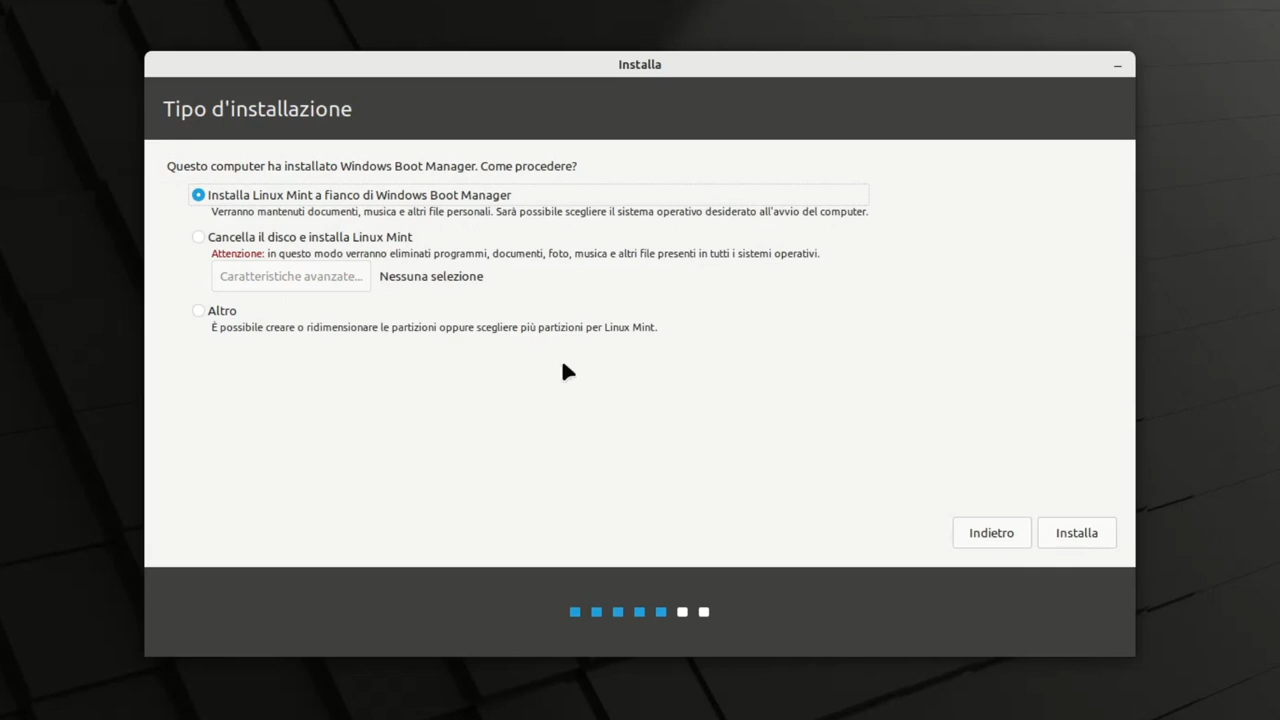 Installa
Tipo d'installazione
Questo computer ha installato Windows Boot Manager. Come procedere?
Installa Linux Mint a fianco di Windows Boot Manager
Verranno mantenuti documenti, musica e altri file personali. Sarà possibile scegliere il sistema operativo desiderato all'avvio del computer.
Cancella il disco e installa Linux Mint
Attenzione: in questo modo verranno eliminati programmi, documenti, foto, musica e altri file presenti in tutti i sistemi operativi.
Caratteristiche avanzate... Nessuna selezione
Altro
È possibile creare o ridimensionare le partizioni oppure scegliere più partizioni per Linux Mint.
Indietro Installa